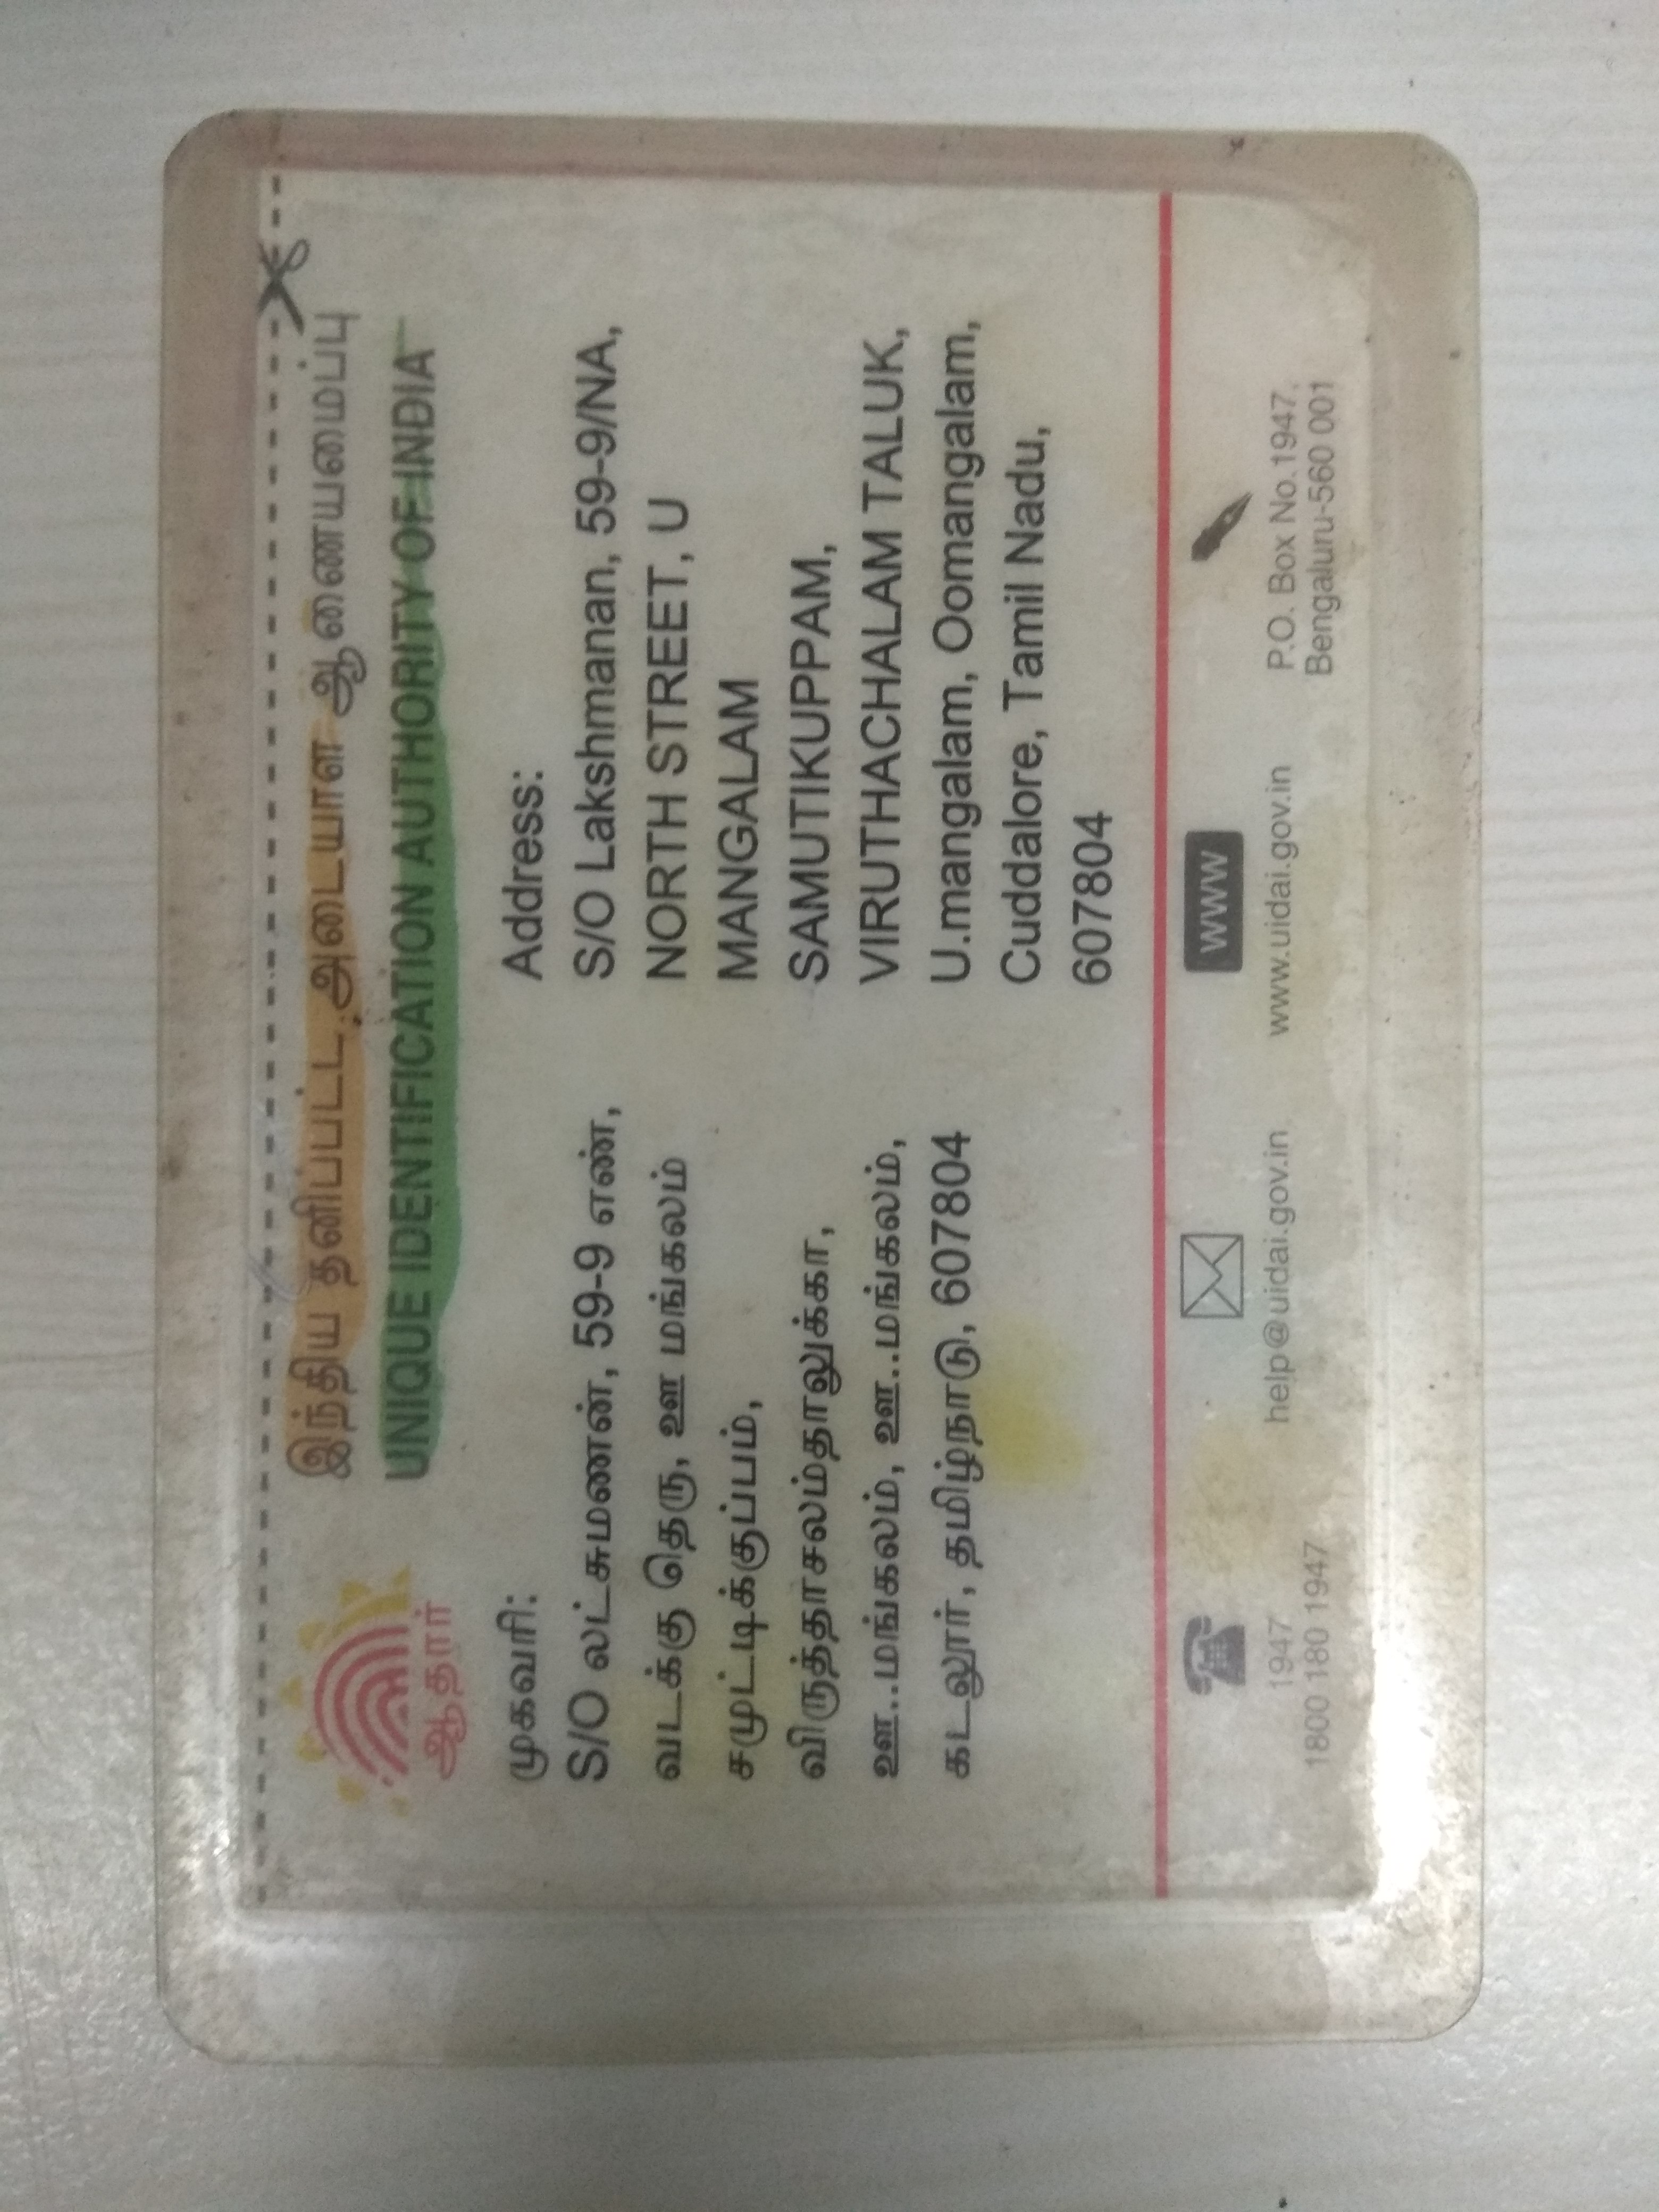 இந்திய தனிப்பட்ட அடையாள ஆணையமைப்பு
UNIQUE IDENTIFICATION AUTHORITY OF INDIA
ஆதார்
முகவரி:
S/O லட்சுமணன், 59-9 எண்,
வடக்கு தெரு, ஊ மங்கலம்
சமுட்டிக்குப்பம்,
விருத்தாசலம்தாலுக்கா,
ஊ..மங்கலம், ஊ..மங்கலம்,
கடலூர், தமிழ்நாடு, 607804
Address:
S/O Lakshmanan, 59-9/NA,
NORTH STREET, U
MANGALAM
SAMUTIKUPPAM,
VIRUTHACHALAM TALUK,
U.mangalam, Oomangalam,
Cuddalore, Tamil Nadu,
607804
1947
1800 180 1947
help@uidai.gov.in
WWW
www.uidai.gov.in
P.O. Box No.1947,
Bengaluru-560 001